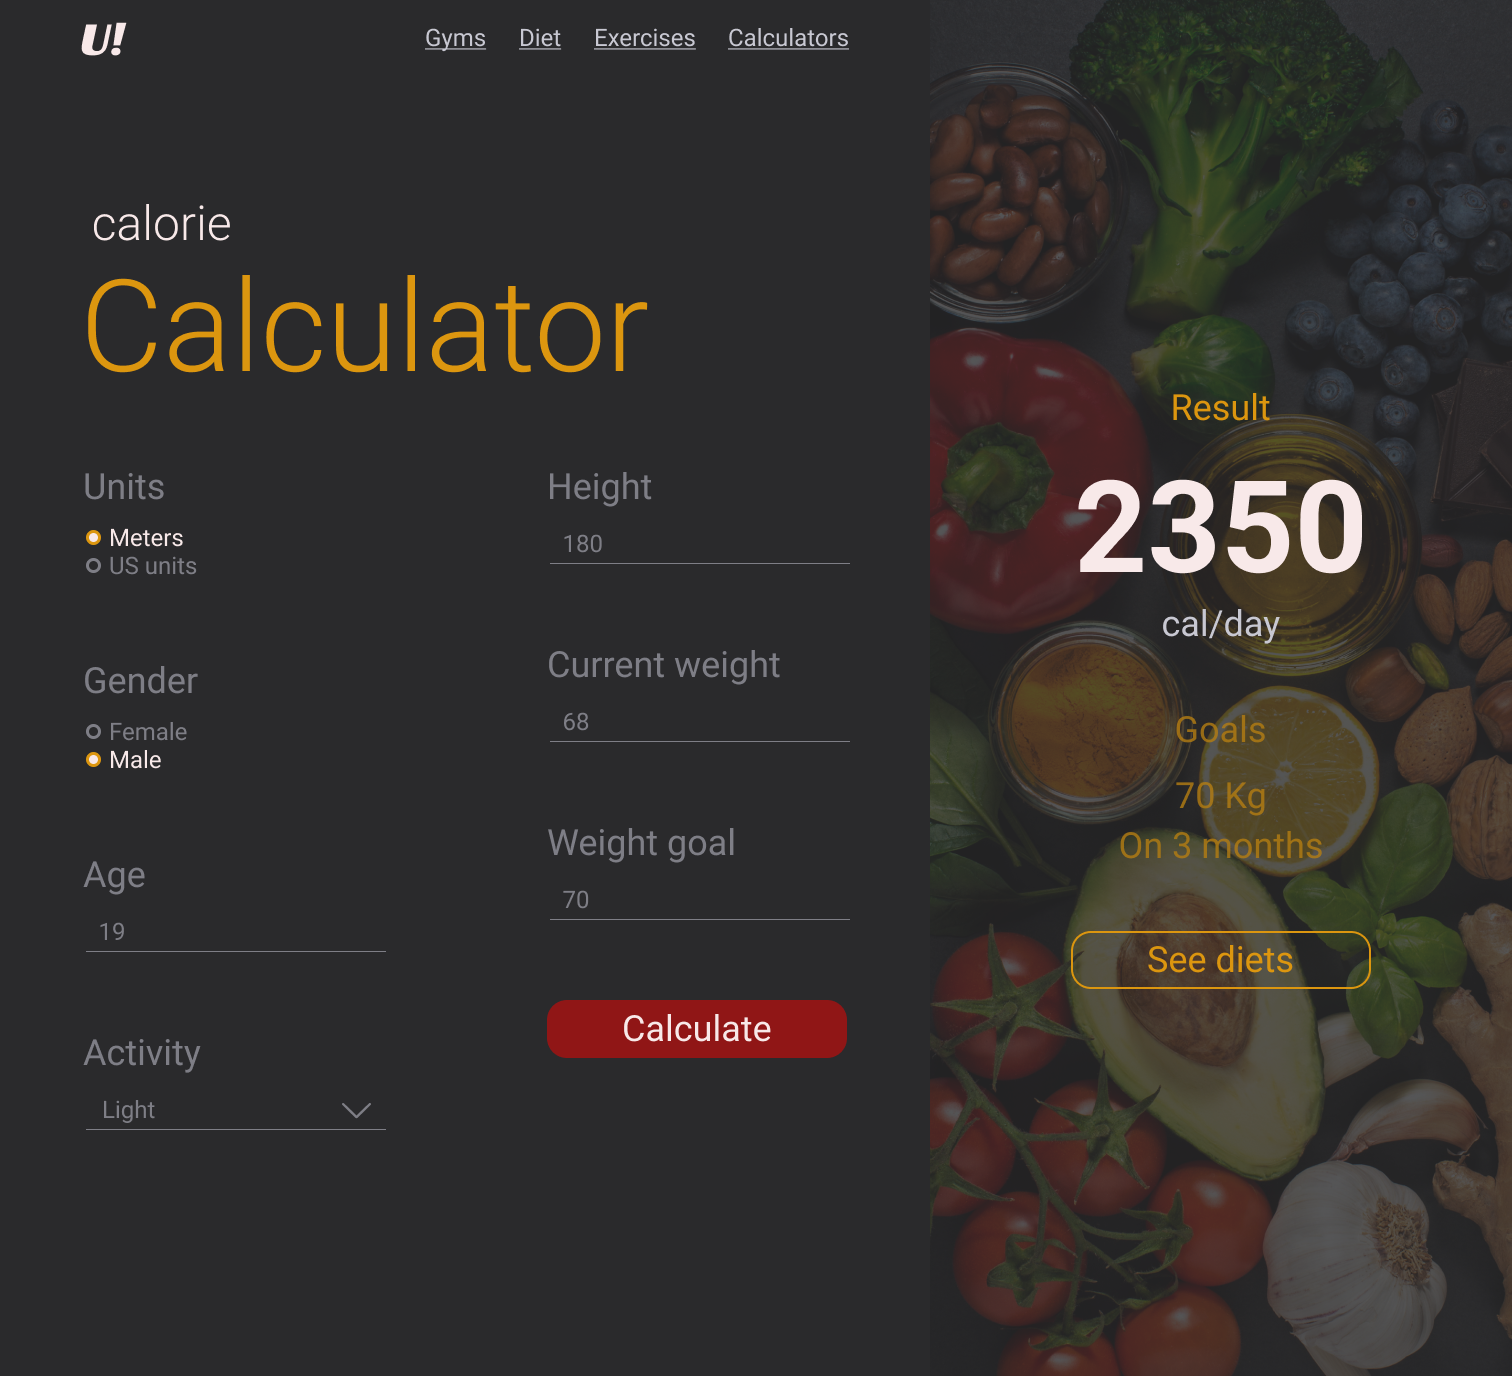 U!
Gyms Diet Exercises Calculators
calorie
Calculator
Units
Meters
US units
Gender
Female
Male
Age
19
Activity
Light
Height
180
Current weight
68
Weight goal
70
Calculate
Result
2350
cal/day
Goals
70 Kg
On 3 months
See diets